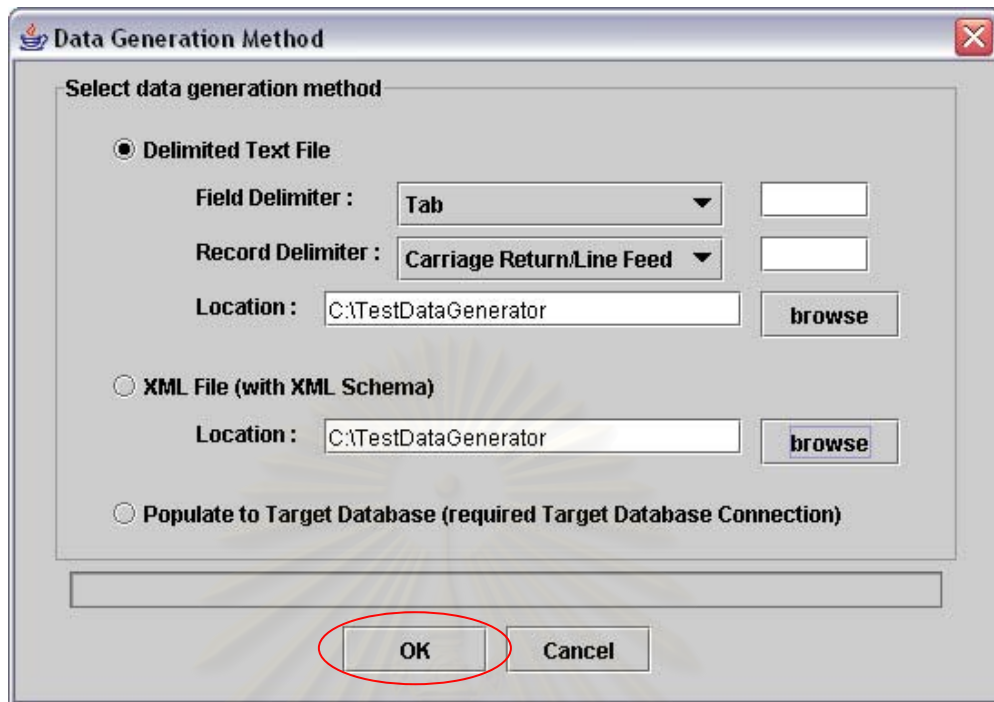 Data Generation Method
Select data generation method
Delimited Text File
Field Delimiter :
Tab
Record Delimiter :
Carriage Return/Line Feed
Location :
C:\TestDataGenerator
browse
XML File (with XML Schema)
Location :
C:\TestDataGenerator
browse
Populate to Target Database (required Target Database Connection)
OK
Cancel